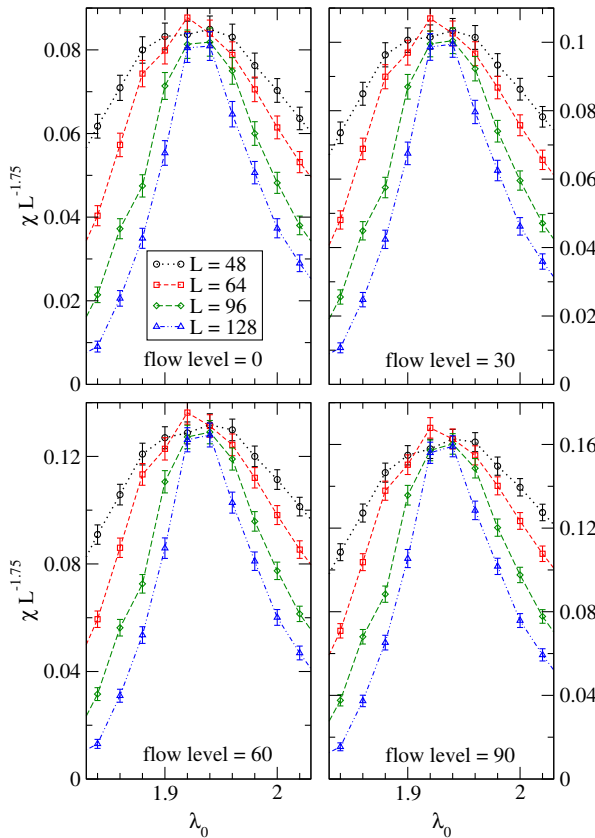 χ L^-1.75
0.08
0.06
0.04
0.02
0
L = 48
L = 64
L = 96
L = 128
flow level = 0
0.1
0.08
0.06
0.04
0.02
0
flow level = 30
χ L^-1.75
0.12
0.08
0.04
0
flow level = 60
1.9
2
λ₀
0.16
0.12
0.08
0.04
0
flow level = 90
1.9
2
λ₀